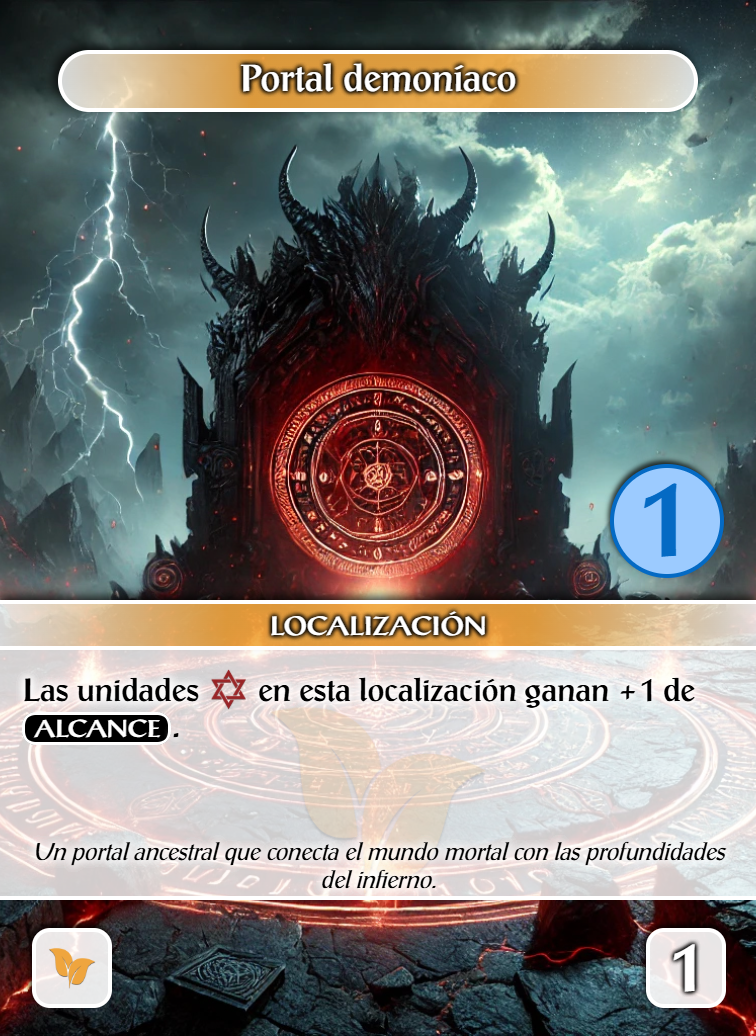 Portal demoníaco
1
LOCALIZACIÓN
Las unidades en esta localización ganan +1 de
ALCANCE.
Un portal ancestral que conecta el mundo mortal con las profundidades
del infierno.
1